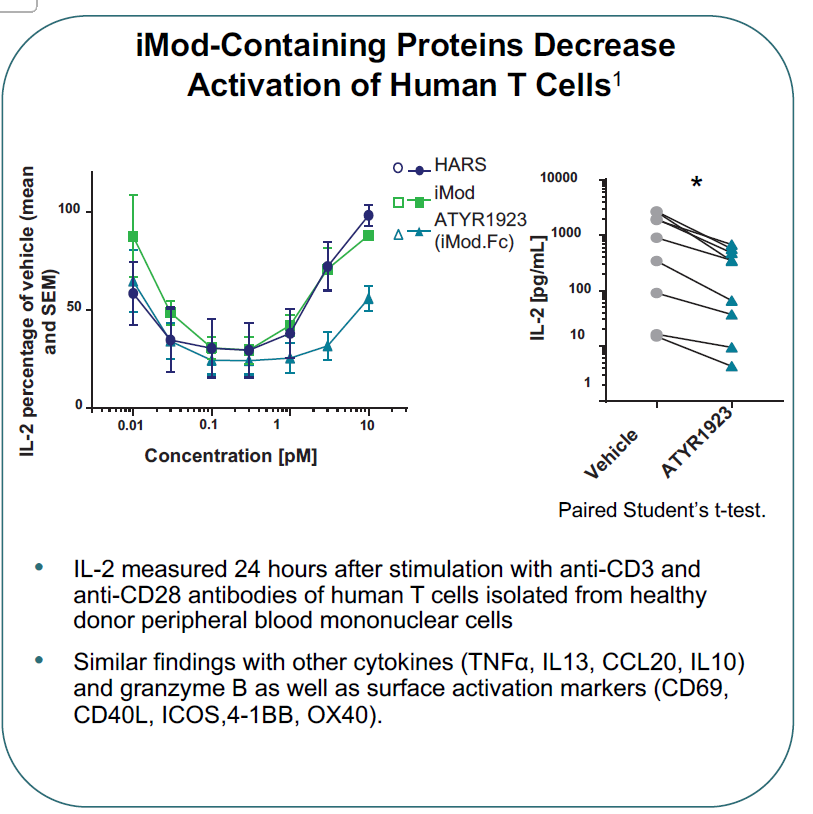 iMod-Containing Proteins Decrease
Activation of Human T Cells1
IL-2 percentage of vehicle (mean
and SEM)
100
50
0
0.01
0.1
1
10
Concentration [pM]
HARS
iMod
ATYR1923
(iMod.Fc)
IL-2 [pg/mL]
10000
1000
100
10
1
*
Vehicle
ATYR1923
Paired Student’s t-test.
• IL-2 measured 24 hours after stimulation with anti-CD3 and
anti-CD28 antibodies of human T cells isolated from healthy
donor peripheral blood mononuclear cells
• Similar findings with other cytokines (TNFα, IL13, CCL20, IL10)
and granzyme B as well as surface activation markers (CD69,
CD40L, ICOS,4-1BB, OX40).